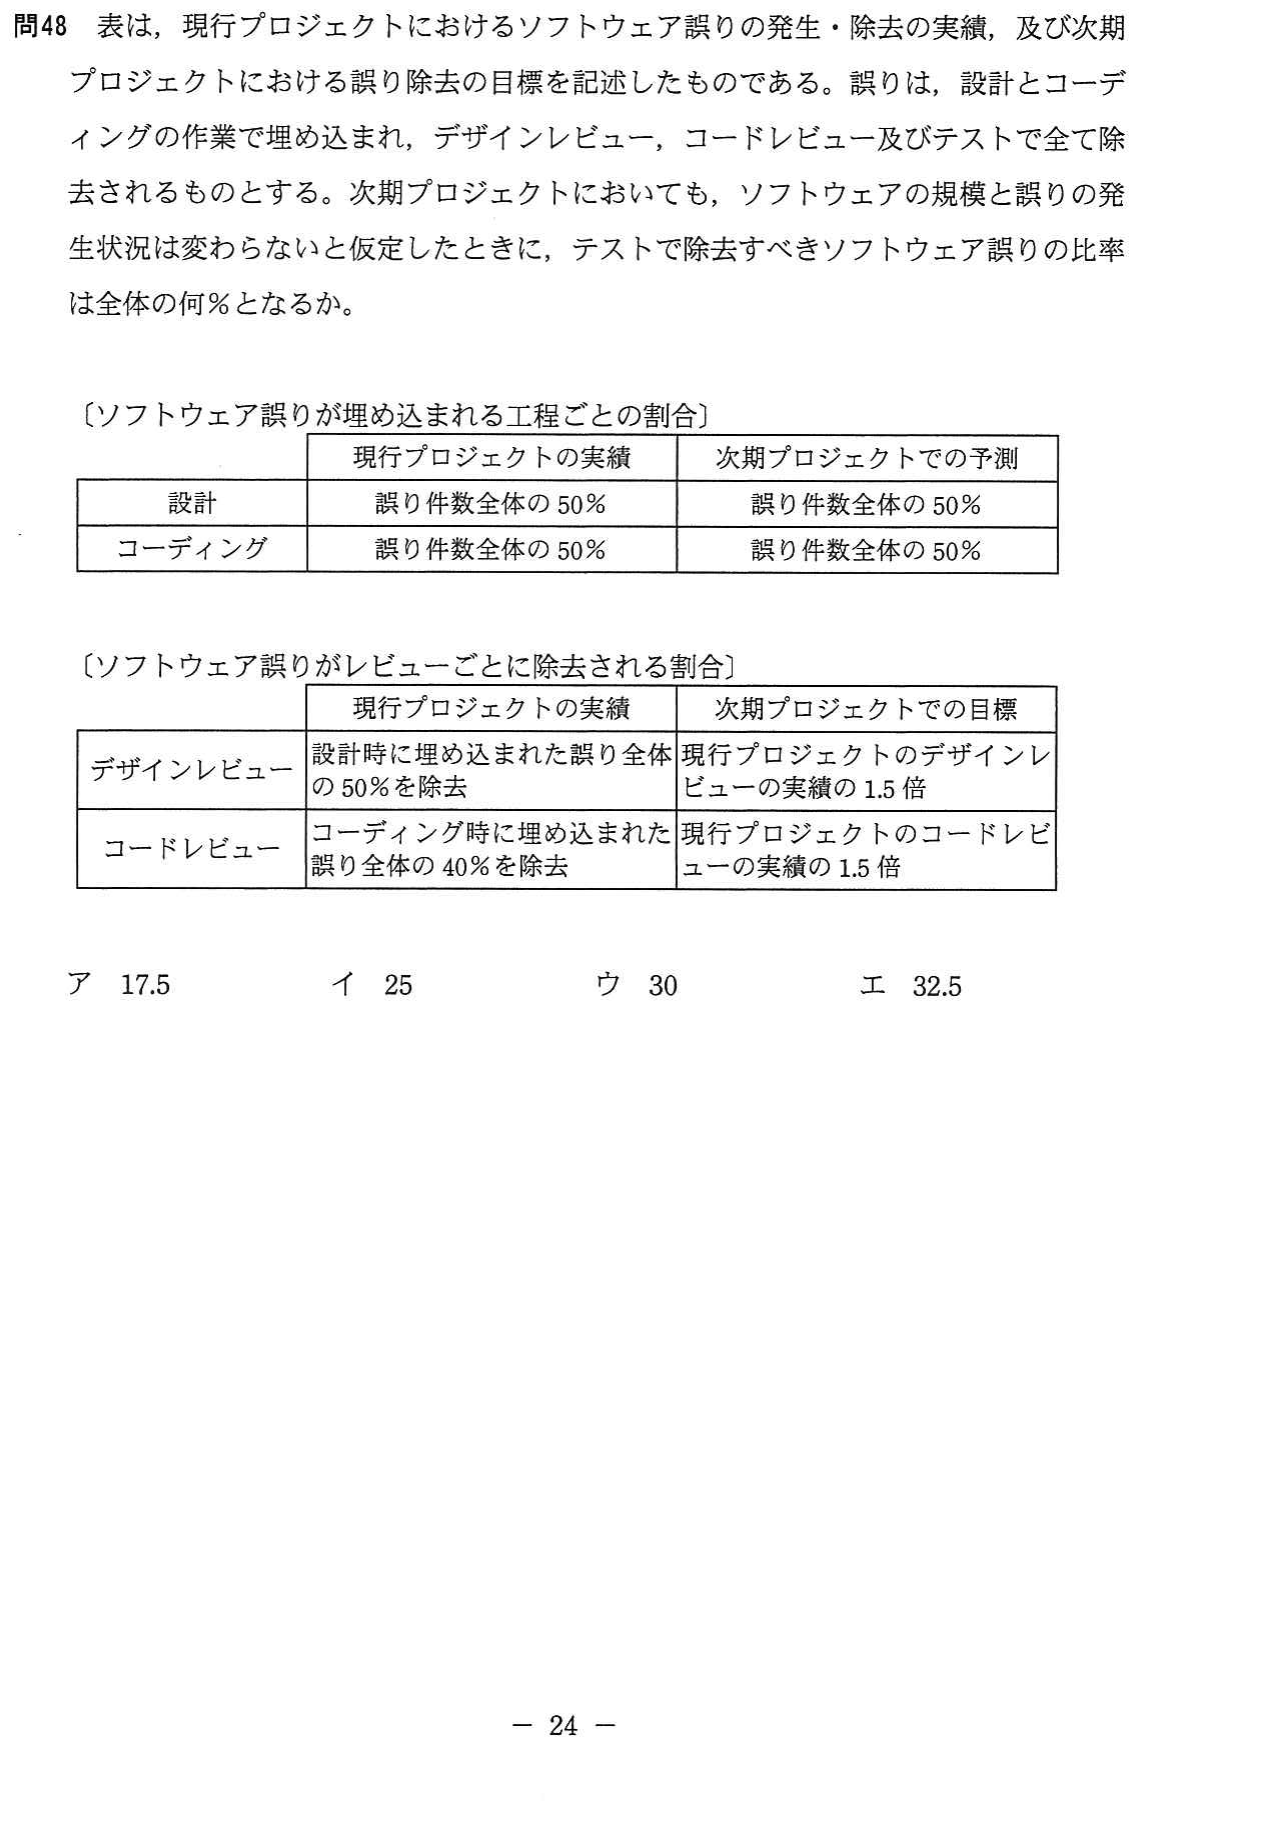 問48　表は，現行プロジェクトにおけるソフトウェア誤りの発生・除去の実績，及び次期
プロジェクトにおける誤り除去の目標を記述したものである。誤りは，設計とコーデ
ィングの作業で埋め込まれ，デザインレビュー，コードレビュー及びテストで全て除
去されるものとする。次期プロジェクトにおいても，ソフトウェアの規模と誤りの発
生状況は変わらないと仮定したときに，テストで除去すべきソフトウェア誤りの比率
は全体の何％となるか。
〔ソフトウェア誤りが埋め込まれる工程ごとの割合〕
現行プロジェクトの実績　次期プロジェクトでの予測
設計　誤り件数全体の 50％　誤り件数全体の 50％
コーディング　誤り件数全体の 50％　誤り件数全体の 50％
〔ソフトウェア誤りがレビューごとに除去される割合〕
現行プロジェクトの実績　次期プロジェクトでの目標
デザインレビュー
設計時に埋め込まれた誤り全体
の 50％を除去
現行プロジェクトのデザインレ
ビューの実績の 1.5 倍
コードレビュー
コーディング時に埋め込まれた
誤り全体の 40％を除去
現行プロジェクトのコードレビ
ューの実績の 1.5 倍
ア　17.5　イ　25　ウ　30　エ　32.5
－ 24 －